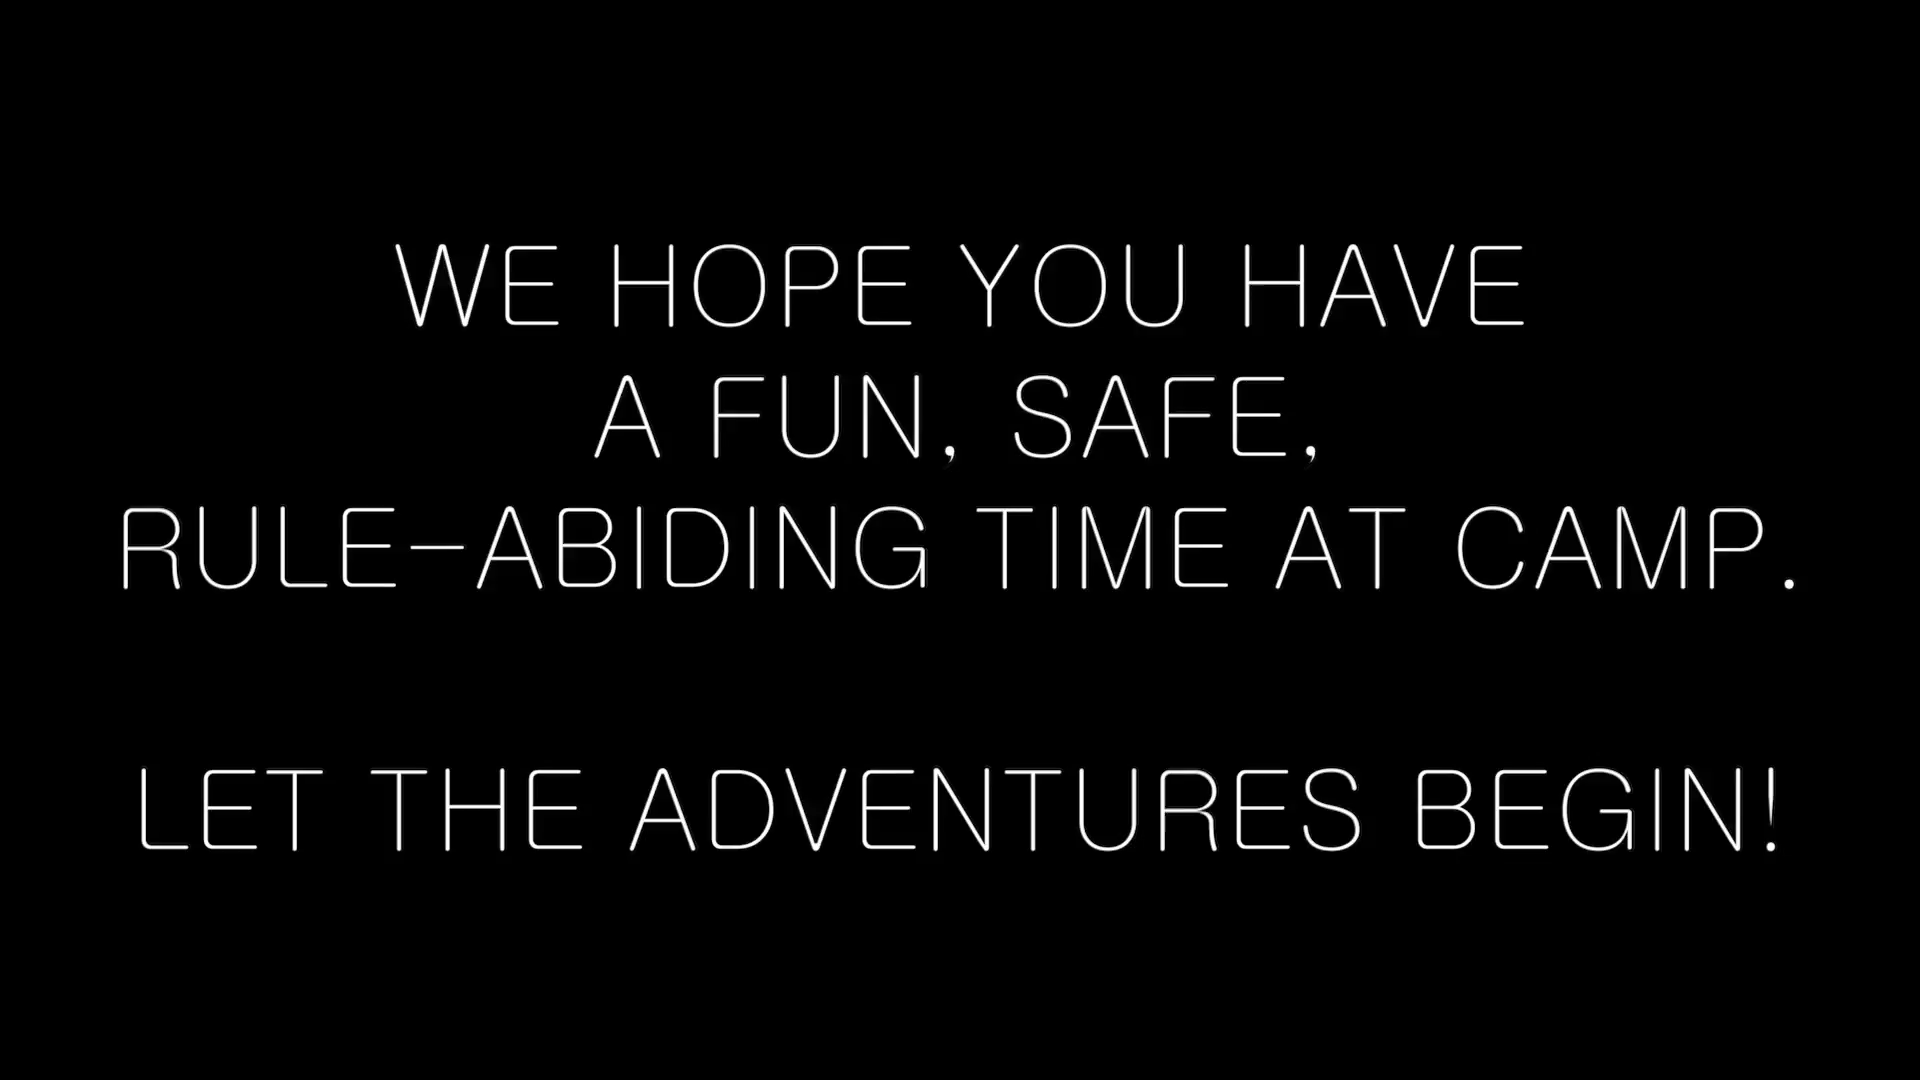 WE HOPE YOU HAVE
A FUN, SAFE,
RULE-ABIDING TIME AT CAMP.
LET THE ADVENTURES BEGIN!